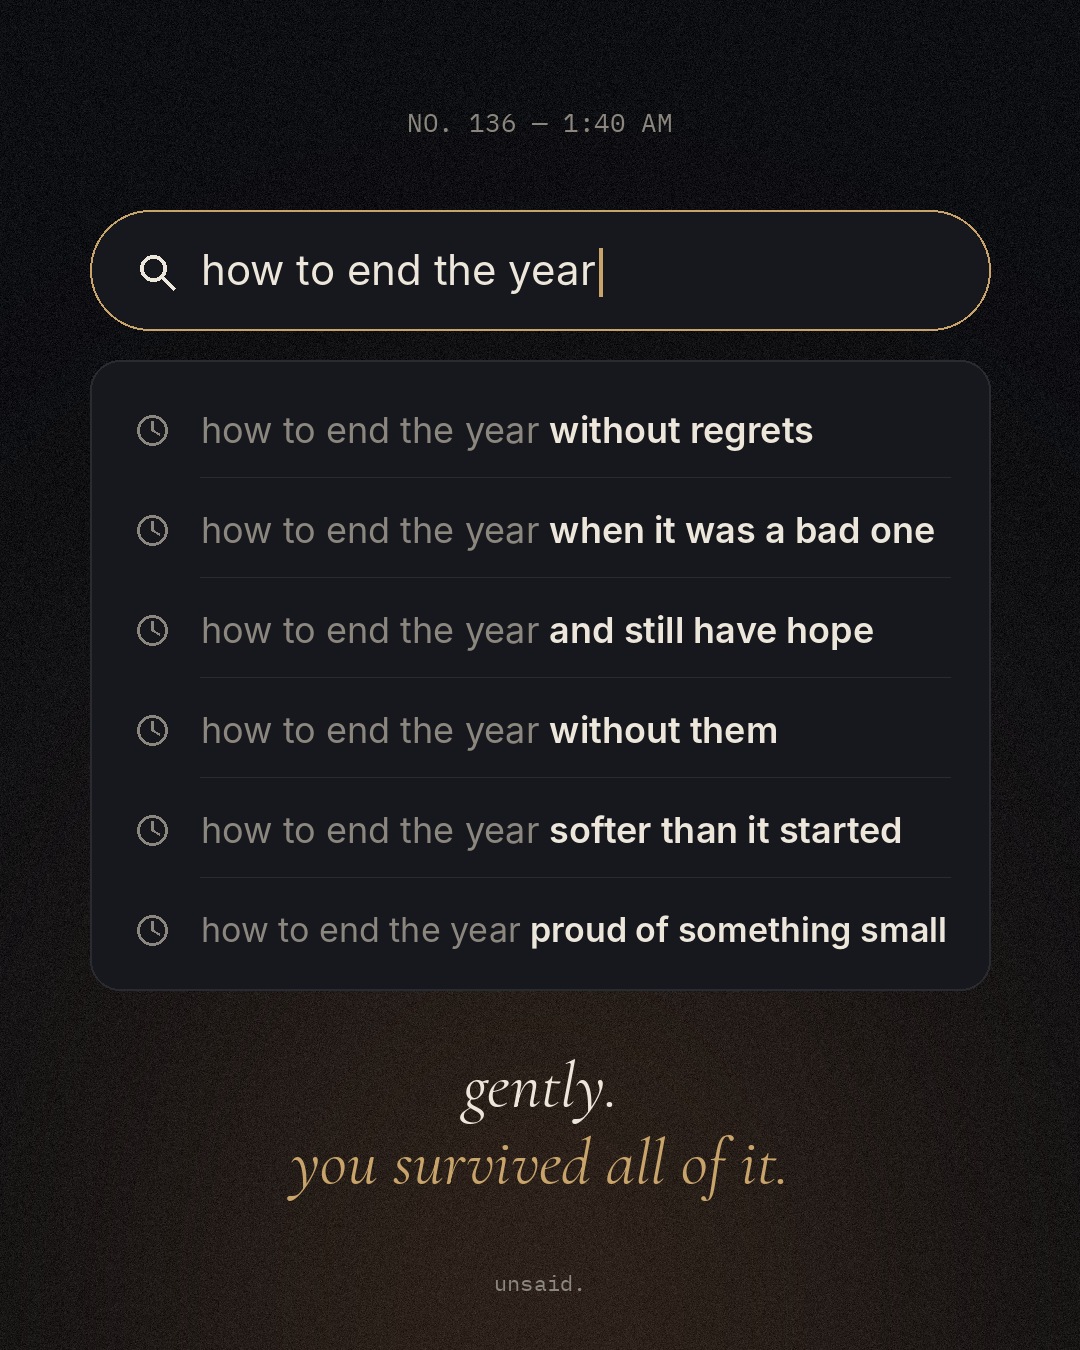 NO. 136 — 1:40 AM
how to end the year
how to end the year without regrets
how to end the year when it was a bad one
how to end the year and still have hope
how to end the year without them
how to end the year softer than it started
how to end the year proud of something small
gently.
you survived all of it.
unsaid.